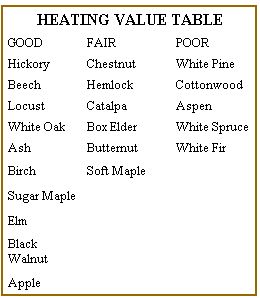 HEATING VALUE TABLE
GOOD FAIR POOR
Hickory Chestnut White Pine
Beech Hemlock Cottonwood
Locust Catalpa Aspen
White Oak Box Elder White Spruce
Ash Butternut White Fir
Birch Soft Maple
Sugar Maple
Elm
Black
Walnut
Apple